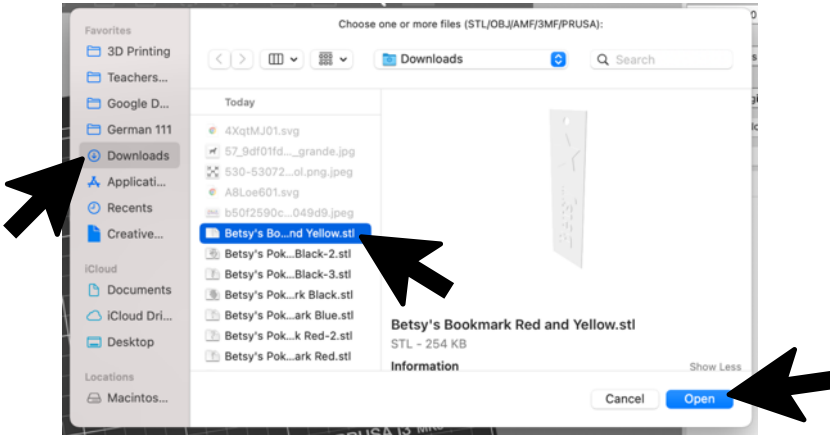 Choose one or more files (STL/OBJ/AMF/3MF/PRUSA):
Favorites
3D Printing
Teachers...
Google D...
German 111
Downloads
Applicati...
Recents
Creative...
iCloud
Documents
iCloud Dri...
Desktop
Locations
Macintos...
Downloads
Search
Today
4XqtMJ01.svg
57_9df01fd..._grande.jpg
530-53072...ol.png.jpeg
A8Loe601.svg
b50f2590c...049d9.jpeg
Betsy's Bo...nd Yellow.stl
Betsy's Pok...Black-2.stl
Betsy's Pok...Black-3.stl
Betsy's Pok...rk Black.stl
Betsy's Pok...ark Blue.stl
Betsy's Pok...k Red-2.stl
Betsy's Pok...ark Red.stl
BETSY
Betsy's Bookmark Red and Yellow.stl
STL - 254 KB
Information
Show Less
Cancel
Open